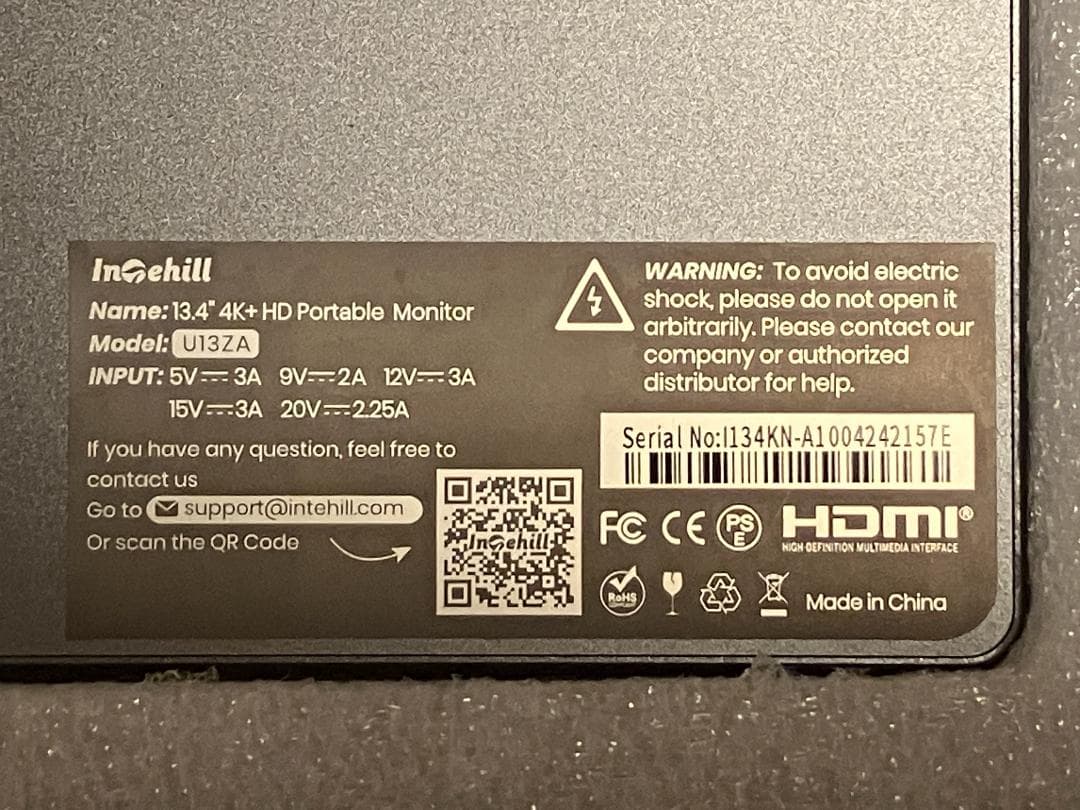 Intehill
Name: 13.4" 4K+ HD Portable Monitor
Model: U13ZA
INPUT: 5V⎓3A 9V⎓2A 12V⎓3A
15V⎓3A 20V⎓2.25A
If you have any question, feel free to
contact us
Go to support@intehill.com
Or scan the QR Code
Intehill
WARNING: To avoid electric
shock, please do not open it
arbitrarily. Please contact our
company or authorized
distributor for help.
Serial No:I134KN-A1004242157E
FC CE PS E HDMI®
HIGH-DEFINITION MULTIMEDIA INTERFACE
RoHS
Made in China